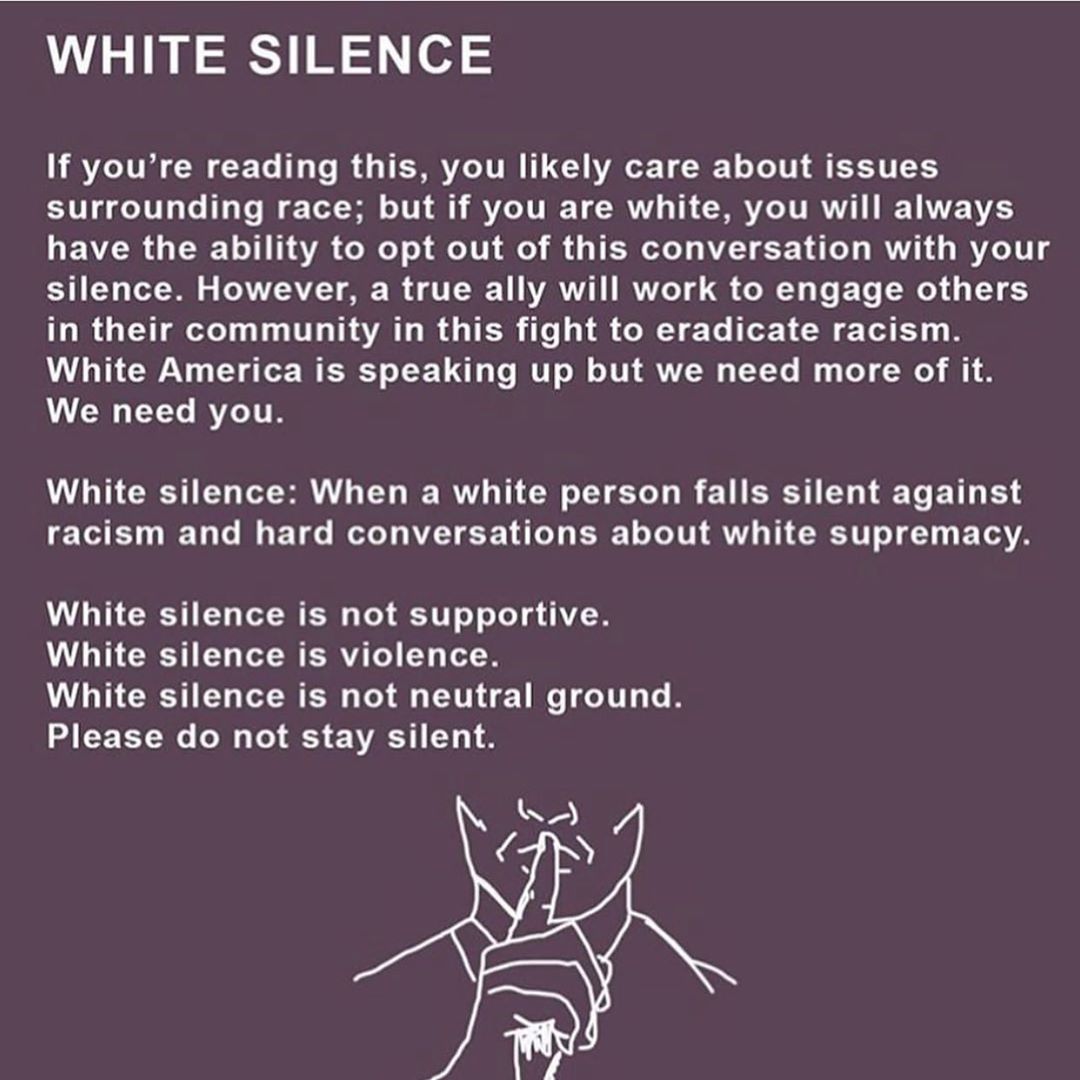 WHITE SILENCE
If you’re reading this, you likely care about issues
surrounding race; but if you are white, you will always
have the ability to opt out of this conversation with your
silence. However, a true ally will work to engage others
in their community in this fight to eradicate racism.
White America is speaking up but we need more of it.
We need you.
White silence: When a white person falls silent against
racism and hard conversations about white supremacy.
White silence is not supportive.
White silence is violence.
White silence is not neutral ground.
Please do not stay silent.